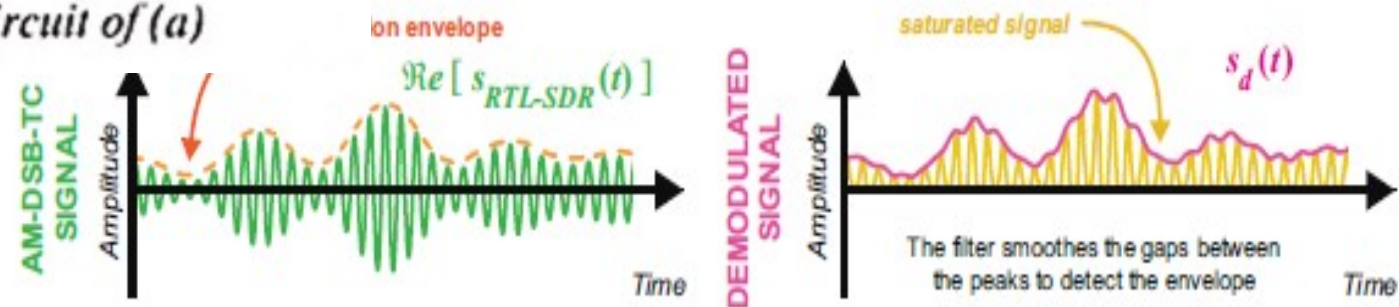 circuit of (a)
on envelope
ℜe [ s_RTL-SDR(t) ]
AM-DSB-TC
SIGNAL
Amplitude
Time
saturated signal
s_d(t)
DEMODULATED
SIGNAL
Amplitude
The filter smoothes the gaps between
the peaks to detect the envelope
Time